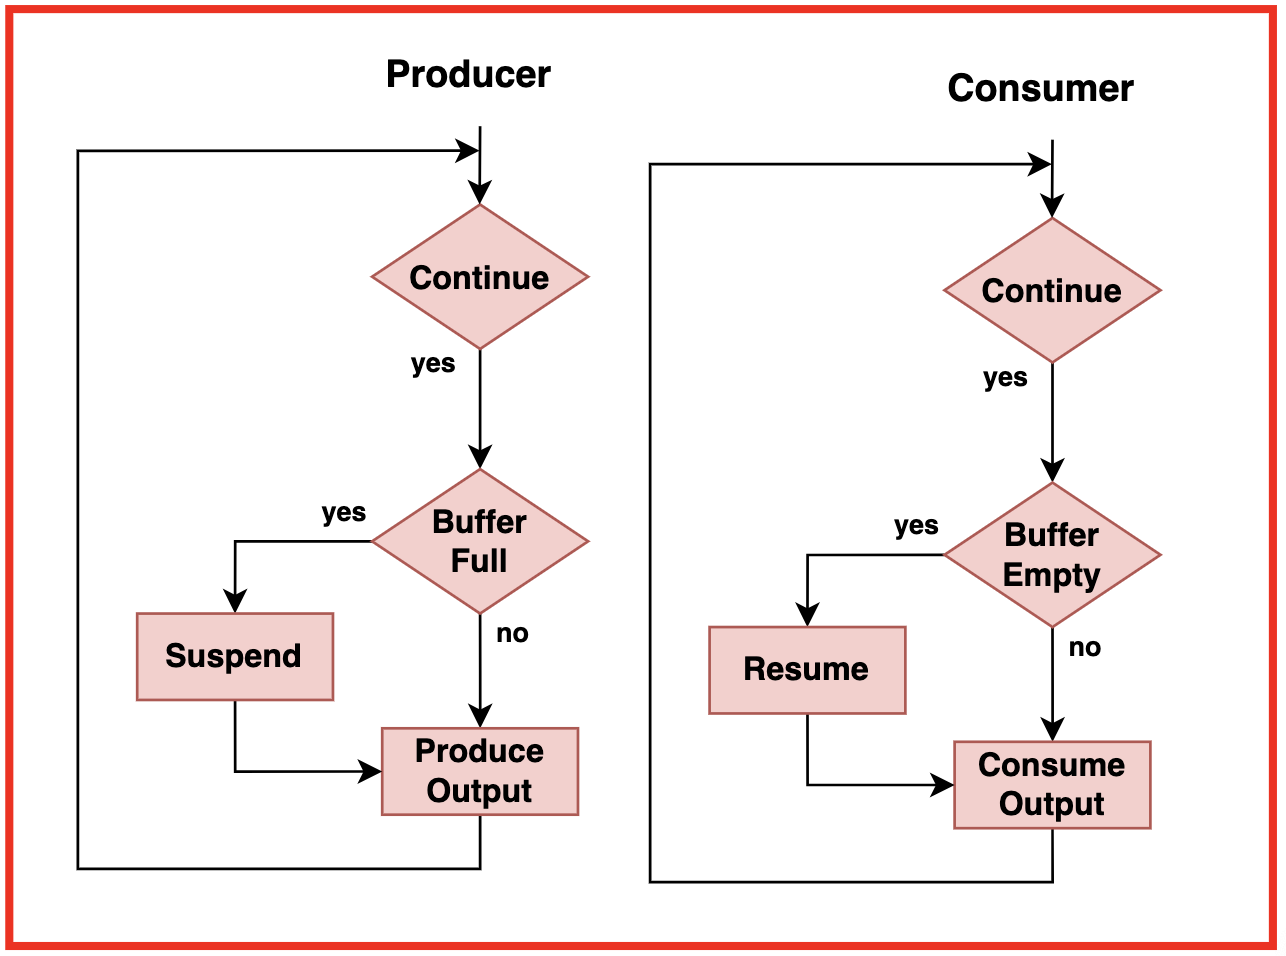 Producer
Continue
yes
Buffer
Full
yes
no
Suspend
Produce
Output
Consumer
Continue
yes
Buffer
Empty
yes
no
Resume
Consume
Output